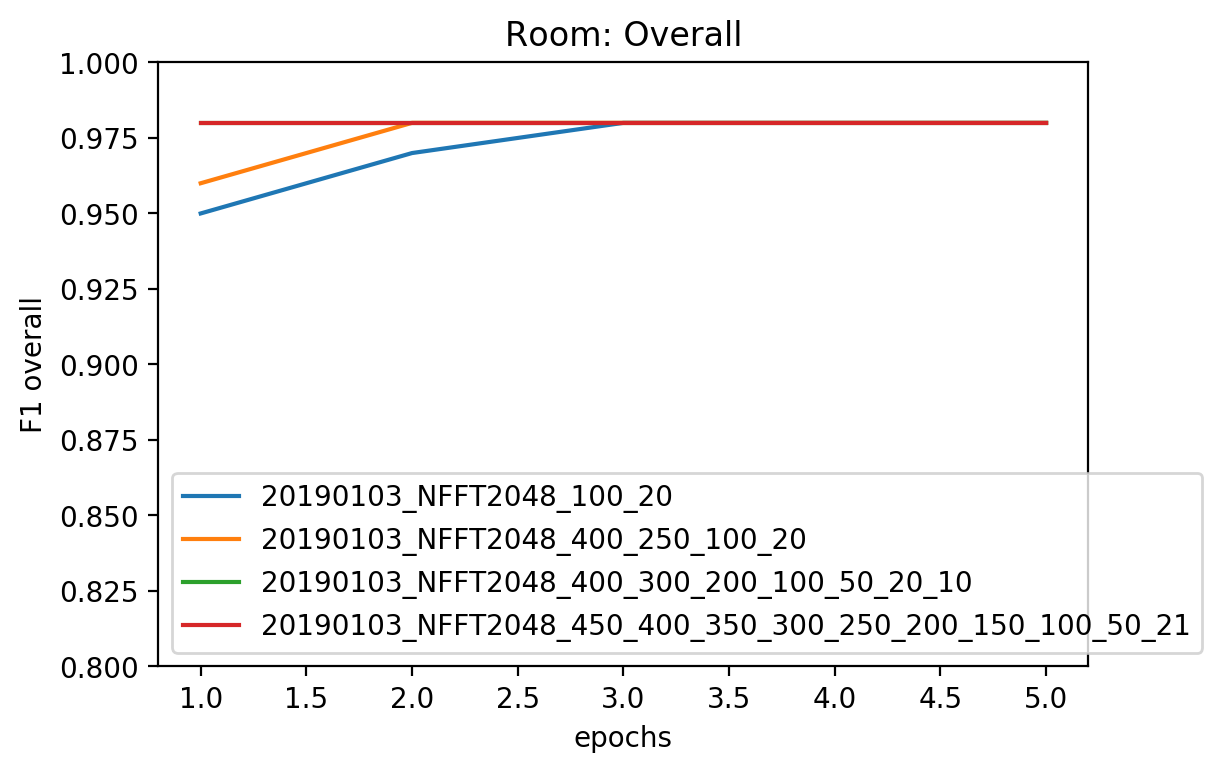 Room: Overall
1.000
0.975
0.950
0.925
0.900
0.875
0.850
0.825
0.800
F1 overall
20190103_NFFT2048_100_20
20190103_NFFT2048_400_250_100_20
20190103_NFFT2048_400_300_200_100_50_20_10
20190103_NFFT2048_450_400_350_300_250_200_150_100_50_21
1.0 1.5 2.0 2.5 3.0 3.5 4.0 4.5 5.0
epochs